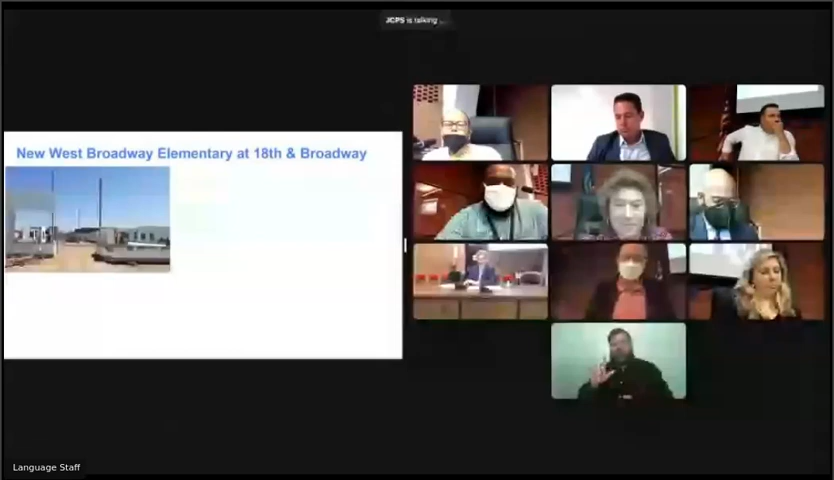 JCPS is talking...
New West Broadway Elementary at 18th & Broadway
Language Staff